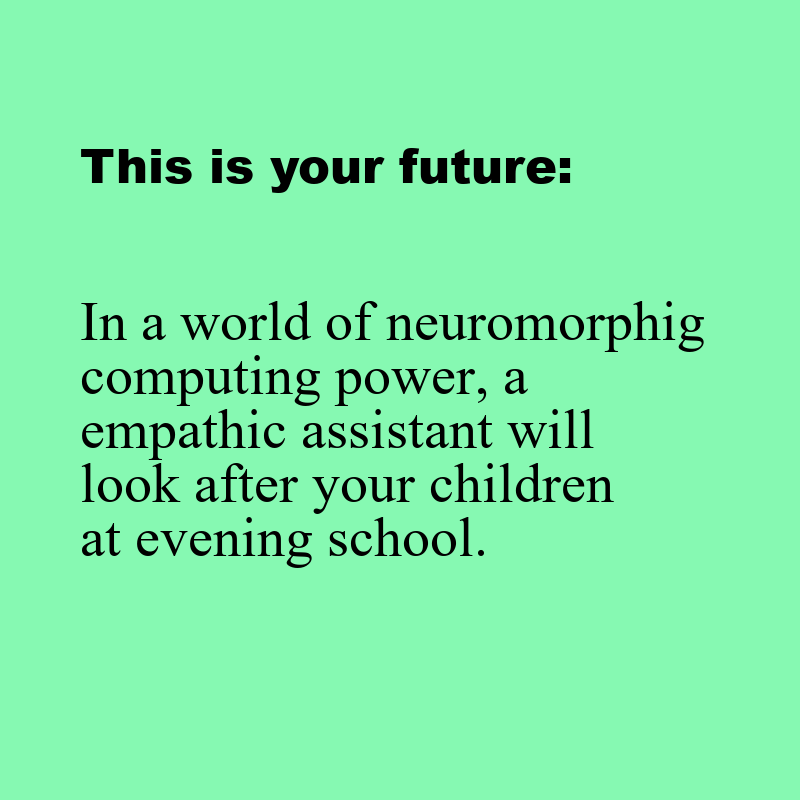 This is your future:
In a world of neuromorphig
computing power, a
empathic assistant will
look after your children
at evening school.